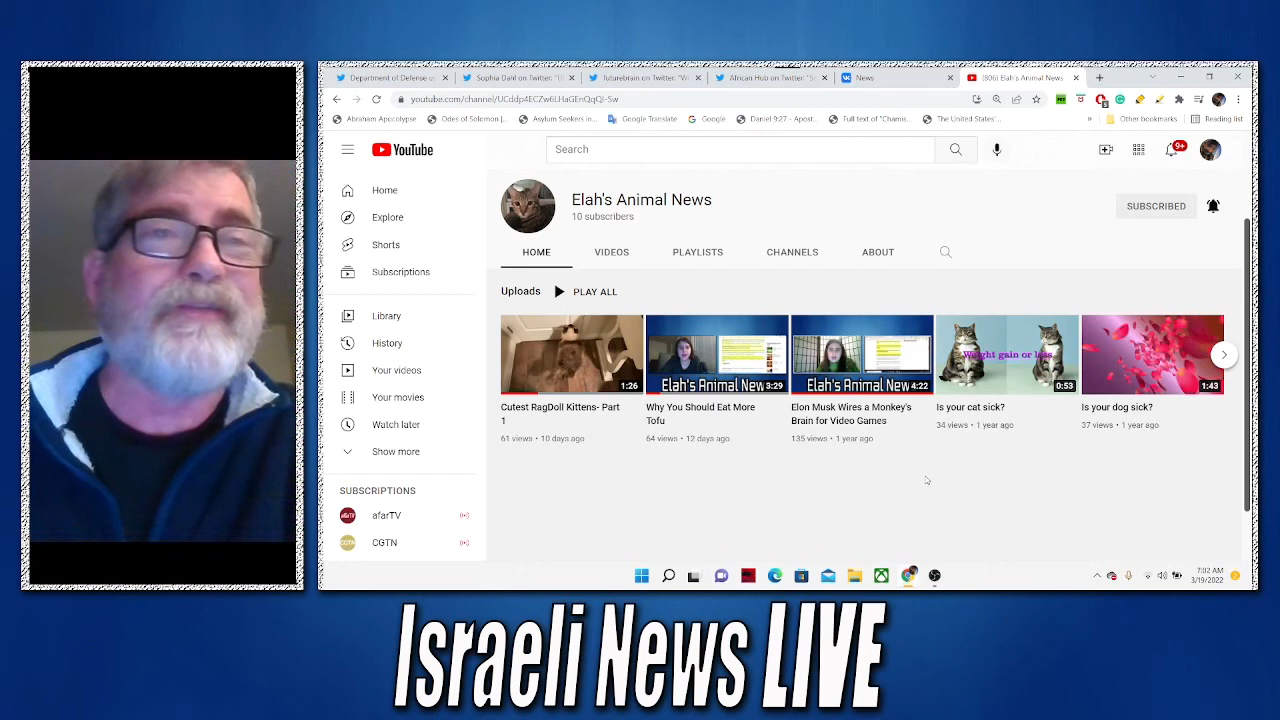 Department of Defense us
Sophia Dahl on Twitter: "U
futurebrain on Twitter: "W
African Hub on Twitter: "S
News
(806) Elah's Animal News
youtube.com/channel/UCddp4ECZw6LHaGEnQqQI-Sw
Abraham Apocolypse
Odes of Solomon |...
Asylum Seekers in...
Google Translate
Google
Daniel 9:27 - Apost...
Full text of "Chamis...
The United States'...
Other bookmarks
Reading list
YouTube
Search
9+
Home
Explore
Shorts
Subscriptions
Library
History
Your videos
Your movies
Watch later
Show more
SUBSCRIPTIONS
afarTV
CGTN
Elah's Animal News
10 subscribers
SUBSCRIBED
HOME
VIDEOS
PLAYLISTS
CHANNELS
ABOUT
Uploads
PLAY ALL
1:26
Elah's Animal New
3:29
Elah's Animal New
4:22
Weight gain or loss
0:53
1:43
Cutest RagDoll Kittens- Part
1
61 views • 10 days ago
Why You Should Eat More
Tofu
64 views • 12 days ago
Elon Musk Wires a Monkey's
Brain for Video Games
135 views • 1 year ago
Is your cat sick?
34 views • 1 year ago
Is your dog sick?
37 views • 1 year ago
7:02 AM
3/19/2022
Israeli News LIVE